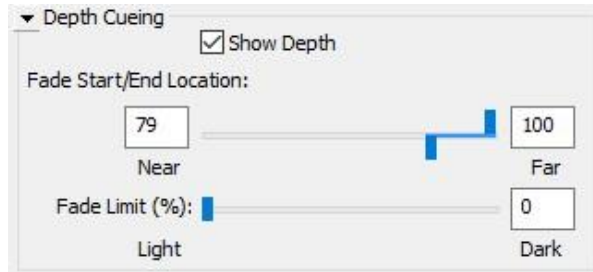 Depth Cueing
Show Depth
Fade Start/End Location:
79 100
Near Far
Fade Limit (%): 0
Light Dark